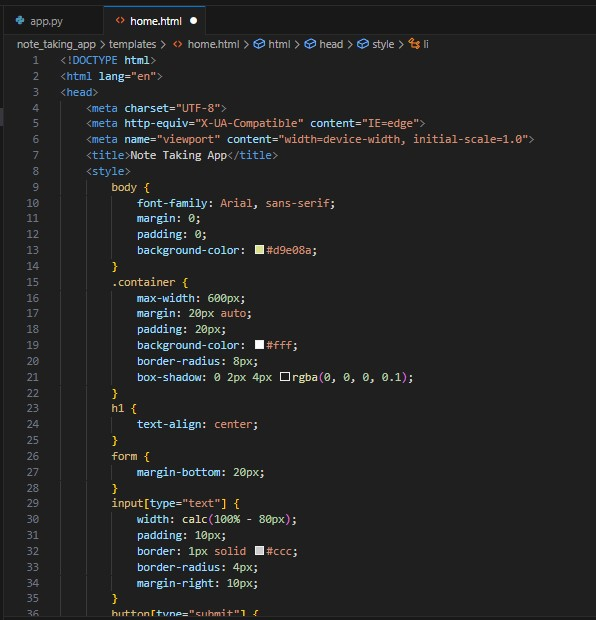 app.py home.html
note_taking_app > templates > home.html > html > head > style > li
1 <!DOCTYPE html>
2 <html lang="en">
3 <head>
4 <meta charset="UTF-8">
5 <meta http-equiv="X-UA-Compatible" content="IE=edge">
6 <meta name="viewport" content="width=device-width, initial-scale=1.0">
7 <title>Note Taking App</title>
8 <style>
9 body {
10 font-family: Arial, sans-serif;
11 margin: 0;
12 padding: 0;
13 background-color: #d9e08a;
14 }
15 .container {
16 max-width: 600px;
17 margin: 20px auto;
18 padding: 20px;
19 background-color: #fff;
20 border-radius: 8px;
21 box-shadow: 0 2px 4px rgba(0, 0, 0, 0.1);
22 }
23 h1 {
24 text-align: center;
25 }
26 form {
27 margin-bottom: 20px;
28 }
29 input[type="text"] {
30 width: calc(100% - 80px);
31 padding: 10px;
32 border: 1px solid #ccc;
33 border-radius: 4px;
34 margin-right: 10px;
35 }
36 button[type="submit"] {